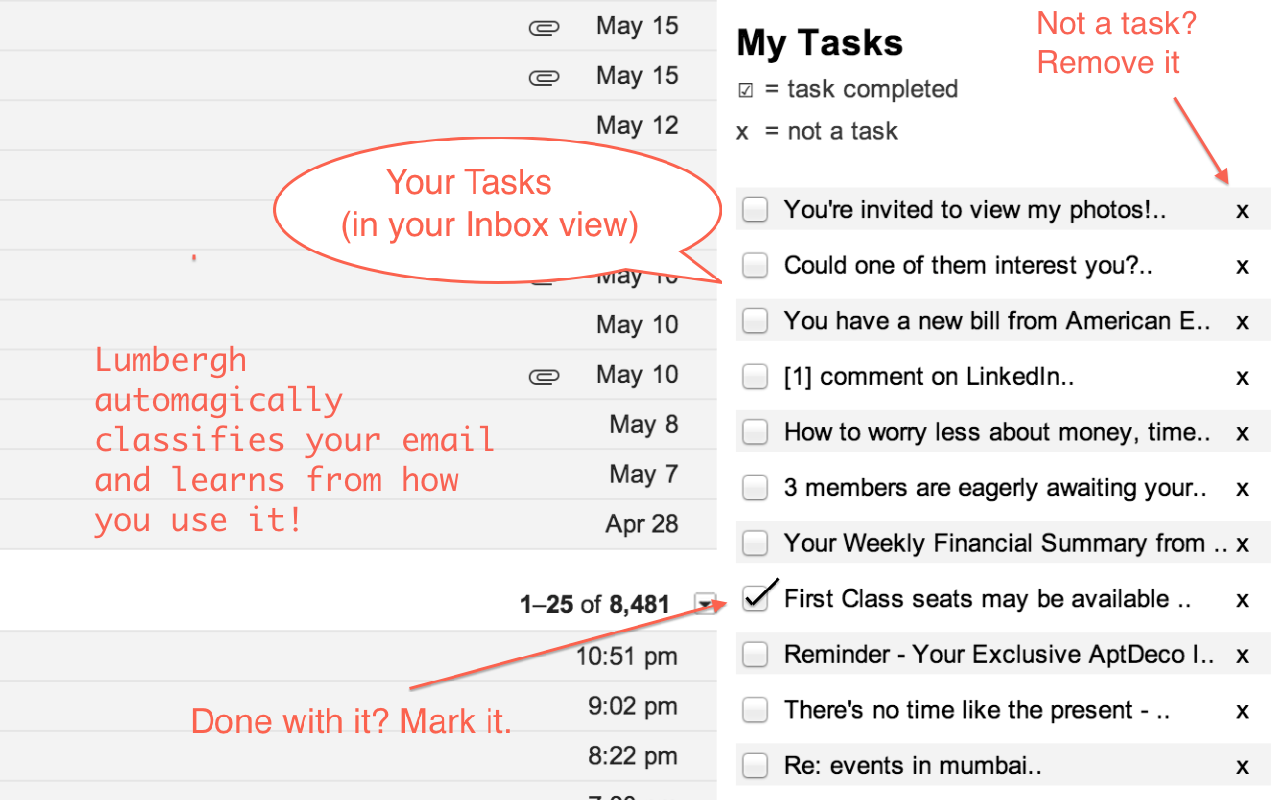 May 15
May 15
May 12
Your Tasks
(in your Inbox view)
May 10
May 10
May 10
Lumbergh
automagically
classifies your email
and learns from how
you use it!
May 8
May 7
Apr 28
1–25 of 8,481
10:51 pm
9:02 pm
8:22 pm
Done with it? Mark it.
My Tasks
☑ = task completed
x = not a task
Not a task?
Remove it
You're invited to view my photos!.. x
Could one of them interest you?.. x
You have a new bill from American E.. x
[1] comment on LinkedIn.. x
How to worry less about money, time.. x
3 members are eagerly awaiting your.. x
Your Weekly Financial Summary from .. x
First Class seats may be available .. x
Reminder - Your Exclusive AptDeco I.. x
There's no time like the present - .. x
Re: events in mumbai.. x